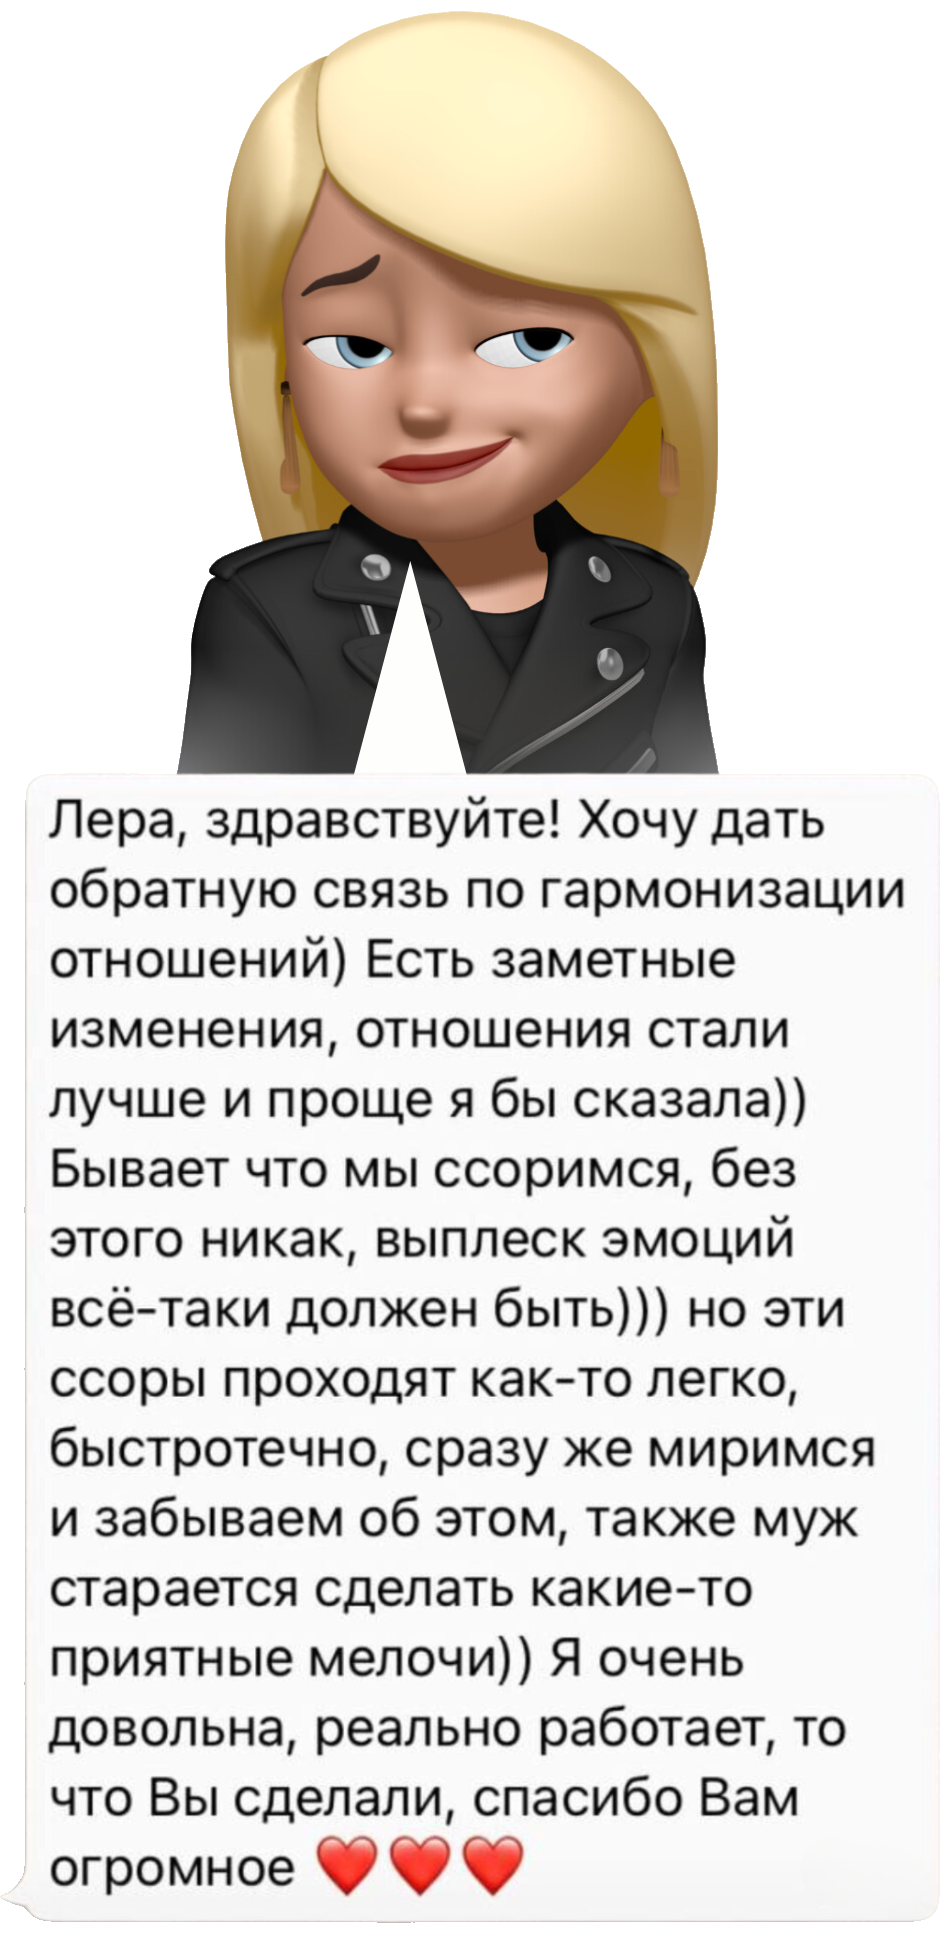 Лера, здравствуйте! Хочу дать
обратную связь по гармонизации
отношений) Есть заметные
изменения, отношения стали
лучше и проще я бы сказала))
Бывает что мы ссоримся, без
этого никак, выплеск эмоций
всё-таки должен быть))) но эти
ссоры проходят как-то легко,
быстротечно, сразу же миримся
и забываем об этом, также муж
старается сделать какие-то
приятные мелочи)) Я очень
довольна, реально работает, то
что Вы сделали, спасибо Вам
огромное ❤️❤️❤️